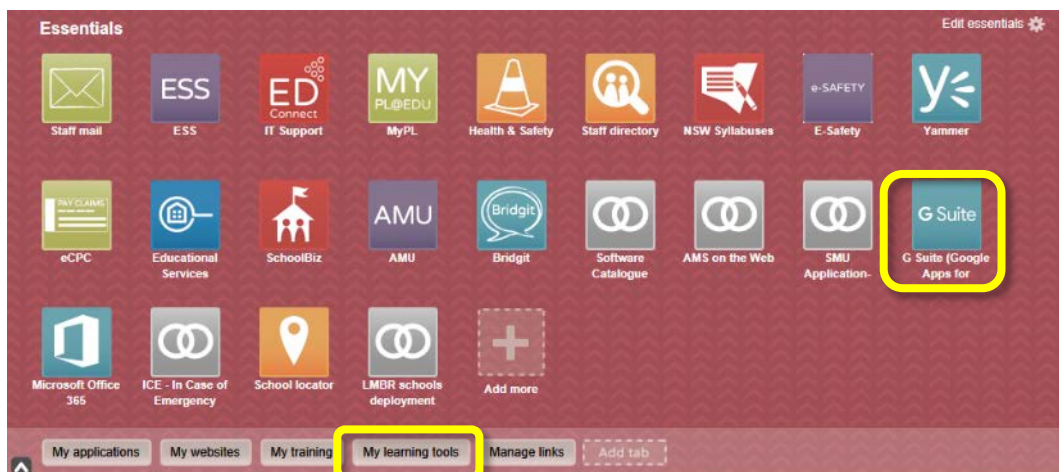 Essentials
Edit essentials
ESS
ED
Connect
MY
PL@EDU
e-SAFETY
Staff mail
ESS
IT Support
MyPL
Health & Safety
Staff directory
NSW Syllabuses
E-Safety
Yammer
PAY CLAIMS
AMU
Bridgit
G Suite
eCPC
Educational
Services
SchoolBiz
AMU
Bridgit
Software
Catalogue
AMS on the Web
SMU
Application-
G Suite (Google
Apps for
Microsoft Office
365
ICE - In Case of
Emergency
School locator
LMBR schools
deployment
Add more
My applications
My websites
My training
My learning tools
Manage links
Add tab